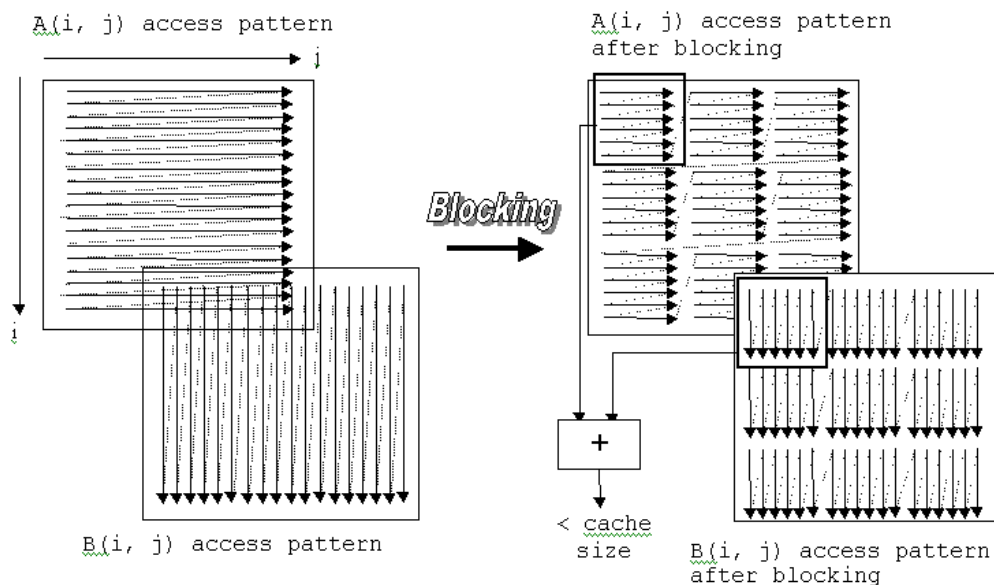 A(i, j) access pattern
j
i
B(i, j) access pattern
Blocking
A(i, j) access pattern
after blocking
+
< cache
size
B(i, j) access pattern
after blocking